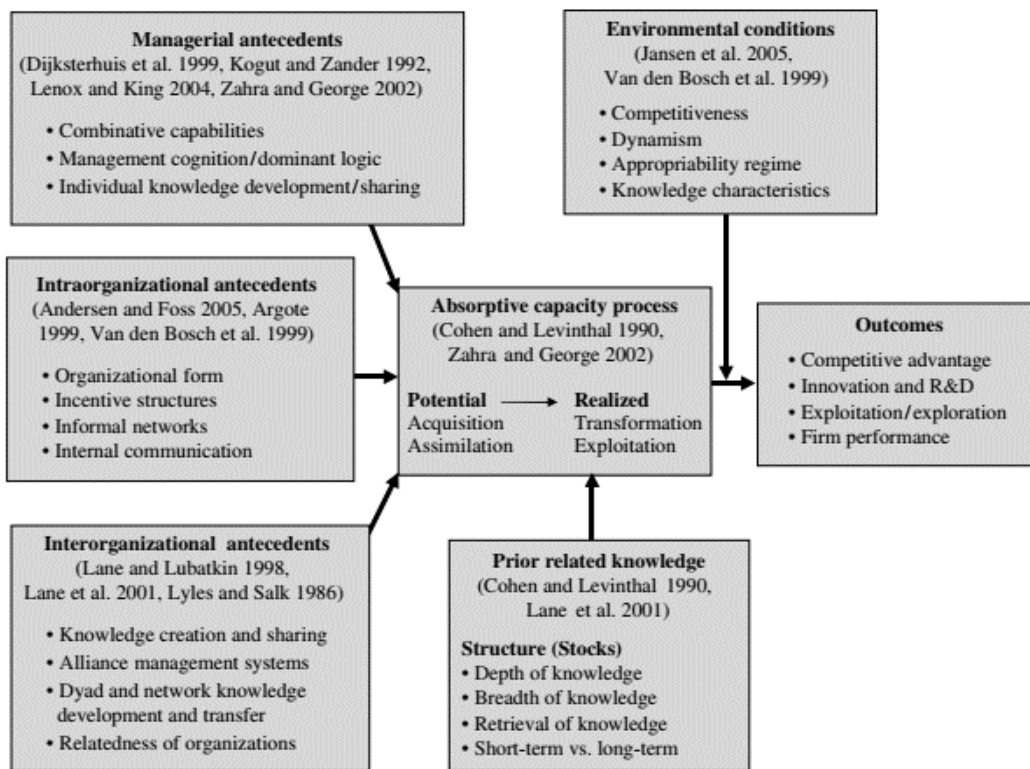 Managerial antecedents
(Dijksterhuis et al. 1999, Kogut and Zander 1992,
Lenox and King 2004, Zahra and George 2002)
• Combinative capabilities
• Management cognition/dominant logic
• Individual knowledge development/sharing
Environmental conditions
(Jansen et al. 2005,
Van den Bosch et al. 1999)
• Competitiveness
• Dynamism
• Appropriability regime
• Knowledge characteristics
Intraorganizational antecedents
(Andersen and Foss 2005, Argote
1999, Van den Bosch et al. 1999)
• Organizational form
• Incentive structures
• Informal networks
• Internal communication
Absorptive capacity process
(Cohen and Levinthal 1990,
Zahra and George 2002)
Potential Realized
Acquisition Transformation
Assimilation Exploitation
Outcomes
• Competitive advantage
• Innovation and R&D
• Exploitation/exploration
• Firm performance
Interorganizational antecedents
(Lane and Lubatkin 1998,
Lane et al. 2001, Lyles and Salk 1986)
• Knowledge creation and sharing
• Alliance management systems
• Dyad and network knowledge
development and transfer
• Relatedness of organizations
Prior related knowledge
(Cohen and Levinthal 1990,
Lane et al. 2001)
Structure (Stocks)
• Depth of knowledge
• Breadth of knowledge
• Retrieval of knowledge
• Short-term vs. long-term